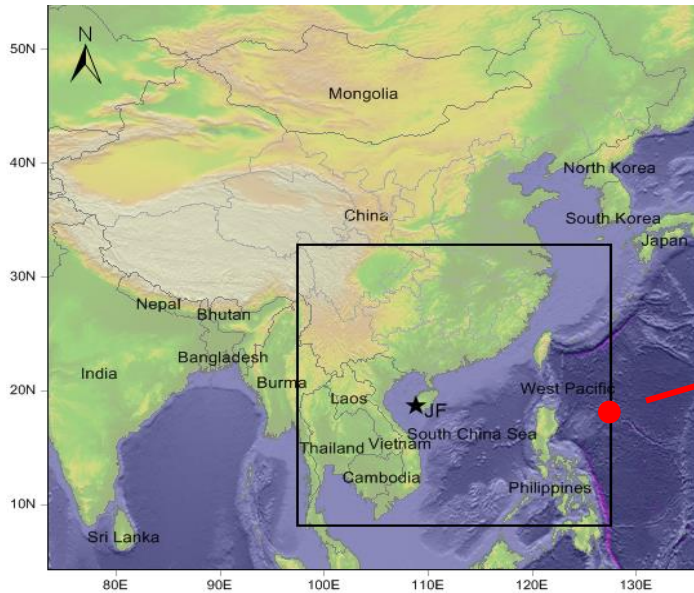 50N
N
Mongolia
40N
North Korea
China
South Korea
Japan
30N
Nepal
Bhutan
Bangladesh
India
Burma
20N
West Pacific
Laos
JF
South China Sea
Thailand
Vietnam
Cambodia
Philippines
10N
Sri Lanka
80E
90E
100E
110E
120E
130E